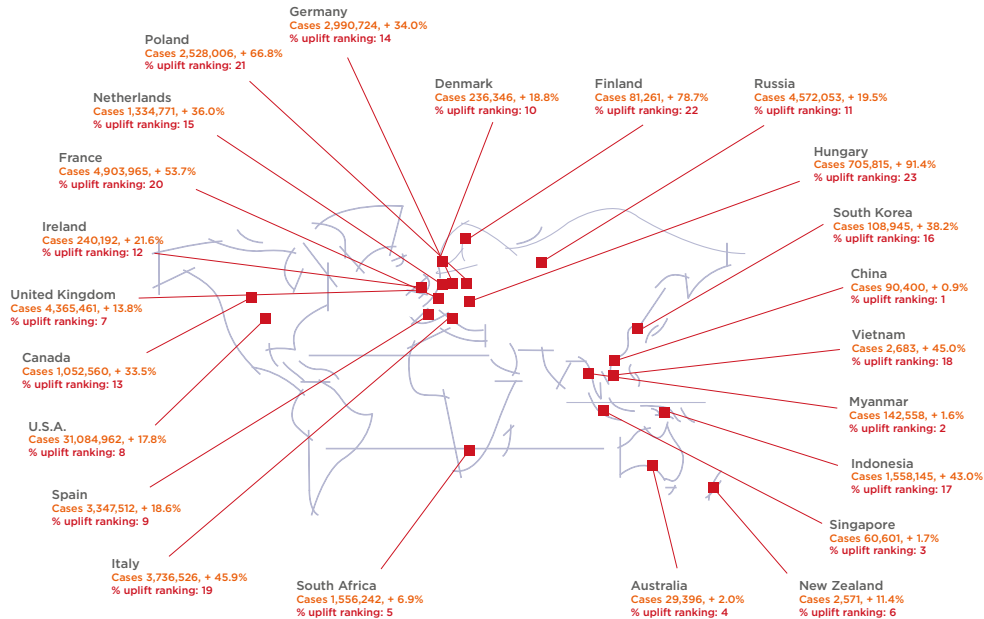 Germany
Cases 2,990,724, + 34.0%
% uplift ranking: 14
Poland
Cases 2,528,006, + 66.8%
% uplift ranking: 21
Netherlands
Cases 1,334,771, + 36.0%
% uplift ranking: 15
France
Cases 4,903,965, + 53.7%
% uplift ranking: 20
Ireland
Cases 240,192, + 21.6%
% uplift ranking: 12
United Kingdom
Cases 4,365,461, + 13.8%
% uplift ranking: 7
Canada
Cases 1,052,560, + 33.5%
% uplift ranking: 13
U.S.A.
Cases 31,084,962, + 17.8%
% uplift ranking: 8
Spain
Cases 3,347,512, + 18.6%
% uplift ranking: 9
Italy
Cases 3,736,526, + 45.9%
% uplift ranking: 19
South Africa
Cases 1,556,242, + 6.9%
% uplift ranking: 5
Denmark
Cases 236,346, + 18.8%
% uplift ranking: 10
Finland
Cases 81,261, + 78.7%
% uplift ranking: 22
Russia
Cases 4,572,053, + 19.5%
% uplift ranking: 11
Hungary
Cases 705,815, + 91.4%
% uplift ranking: 23
South Korea
Cases 108,945, + 38.2%
% uplift ranking: 16
China
Cases 90,400, + 0.9%
% uplift ranking: 1
Vietnam
Cases 2,683, + 45.0%
% uplift ranking: 18
Myanmar
Cases 142,558, + 1.6%
% uplift ranking: 2
Indonesia
Cases 1,558,145, + 43.0%
% uplift ranking: 17
Singapore
Cases 60,601, + 1.7%
% uplift ranking: 3
Australia
Cases 29,396, + 2.0%
% uplift ranking: 4
New Zealand
Cases 2,571, + 11.4%
% uplift ranking: 6